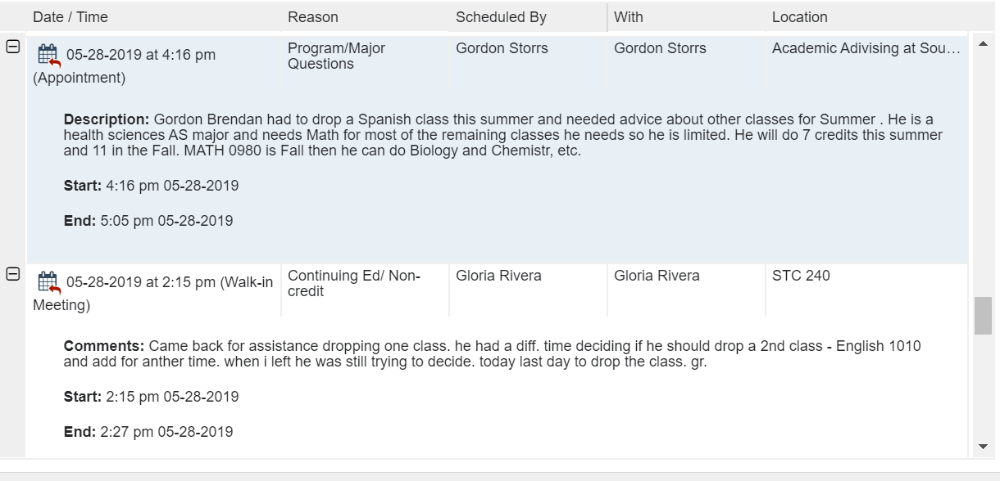 Date / Time Reason Scheduled By With Location
05-28-2019 at 4:16 pm (Appointment) Program/Major Questions Gordon Storrs Gordon Storrs Academic Adivising at Sou…
Description: Gordon Brendan had to drop a Spanish class this summer and needed advice about other classes for Summer . He is a
health sciences AS major and needs Math for most of the remaining classes he needs so he is limited. He will do 7 credits this summer
and 11 in the Fall. MATH 0980 is Fall then he can do Biology and Chemistr, etc.
Start: 4:16 pm 05-28-2019
End: 5:05 pm 05-28-2019
05-28-2019 at 2:15 pm (Walk-in Meeting) Continuing Ed/ Non-credit Gloria Rivera Gloria Rivera STC 240
Comments: Came back for assistance dropping one class. he had a diff. time deciding if he should drop a 2nd class - English 1010
and add for anther time. when i left he was still trying to decide. today last day to drop the class. gr.
Start: 2:15 pm 05-28-2019
End: 2:27 pm 05-28-2019